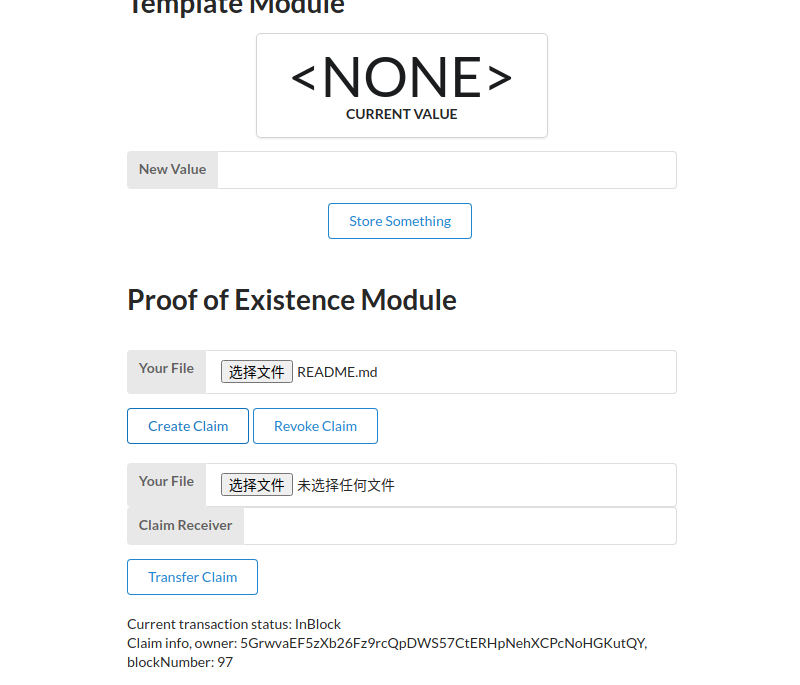 Template Module
<NONE>
CURRENT VALUE
New Value
Store Something
Proof of Existence Module
Your File 选择文件 README.md
Create Claim Revoke Claim
Your File 选择文件 未选择任何文件
Claim Receiver
Transfer Claim
Current transaction status: InBlock
Claim info, owner: 5GrwvaEF5zXb26Fz9rcQpDWS57CtERHpNehXCPcNoHGKutQY,
blockNumber: 97